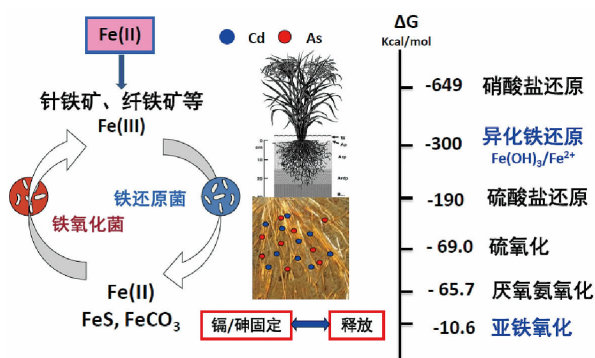 Fe(II)
针铁矿、纤铁矿等
Fe(III)
铁还原菌
铁氧化菌
Fe(II)
FeS, FeCO₃
Cd As
镉/砷固定
释放
ΔG
Kcal/mol
-649 硝酸盐还原
-300 异化铁还原
Fe(OH)₃/Fe²⁺
-190 硫酸盐还原
- 69.0 硫氧化
- 65.7 厌氧氨氧化
-10.6 亚铁氧化